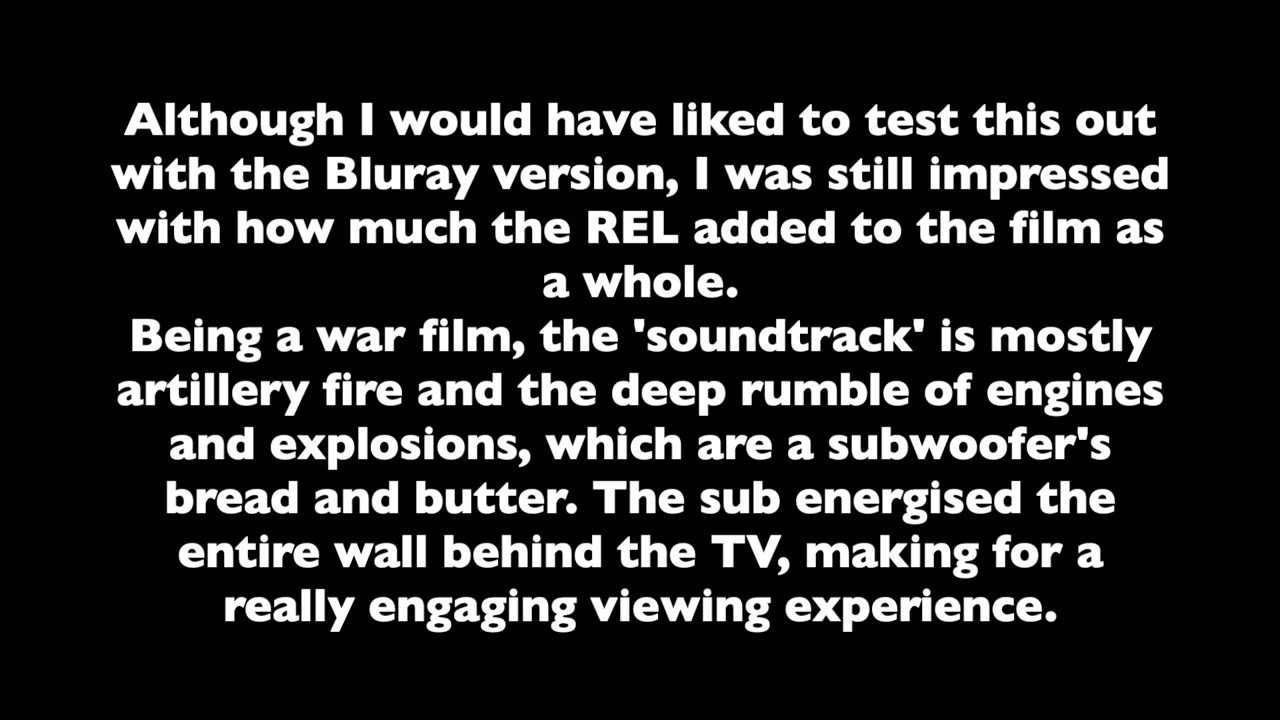 Although I would have liked to test this out
with the Bluray version, I was still impressed
with how much the REL added to the film as
a whole.
Being a war film, the 'soundtrack' is mostly
artillery fire and the deep rumble of engines
and explosions, which are a subwoofer's
bread and butter. The sub energised the
entire wall behind the TV, making for a
really engaging viewing experience.